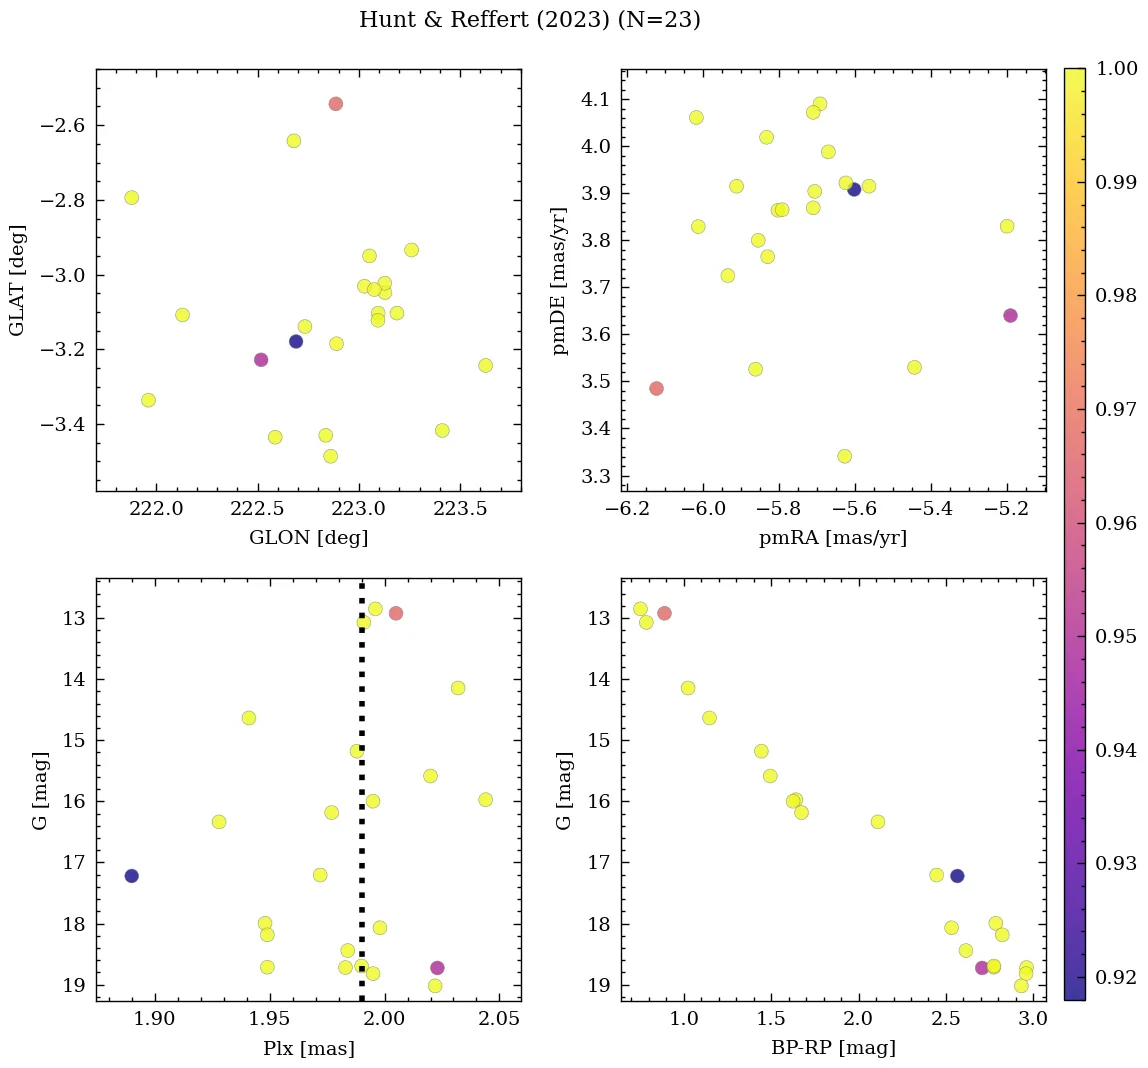 Hunt & Reffert (2023) (N=23)
−2.6
−2.8
−3.0
−3.2
−3.4
GLAT [deg]
222.0 222.5 223.0 223.5
GLON [deg]
4.1
4.0
3.9
3.8
3.7
3.6
3.5
3.4
3.3
pmDE [mas/yr]
−6.2 −6.0 −5.8 −5.6 −5.4 −5.2
pmRA [mas/yr]
13
14
15
16
17
18
19
G [mag]
1.90 1.95 2.00 2.05
Plx [mas]
13
14
15
16
17
18
19
G [mag]
1.0 1.5 2.0 2.5 3.0
BP-RP [mag]
1.00
0.99
0.98
0.97
0.96
0.95
0.94
0.93
0.92